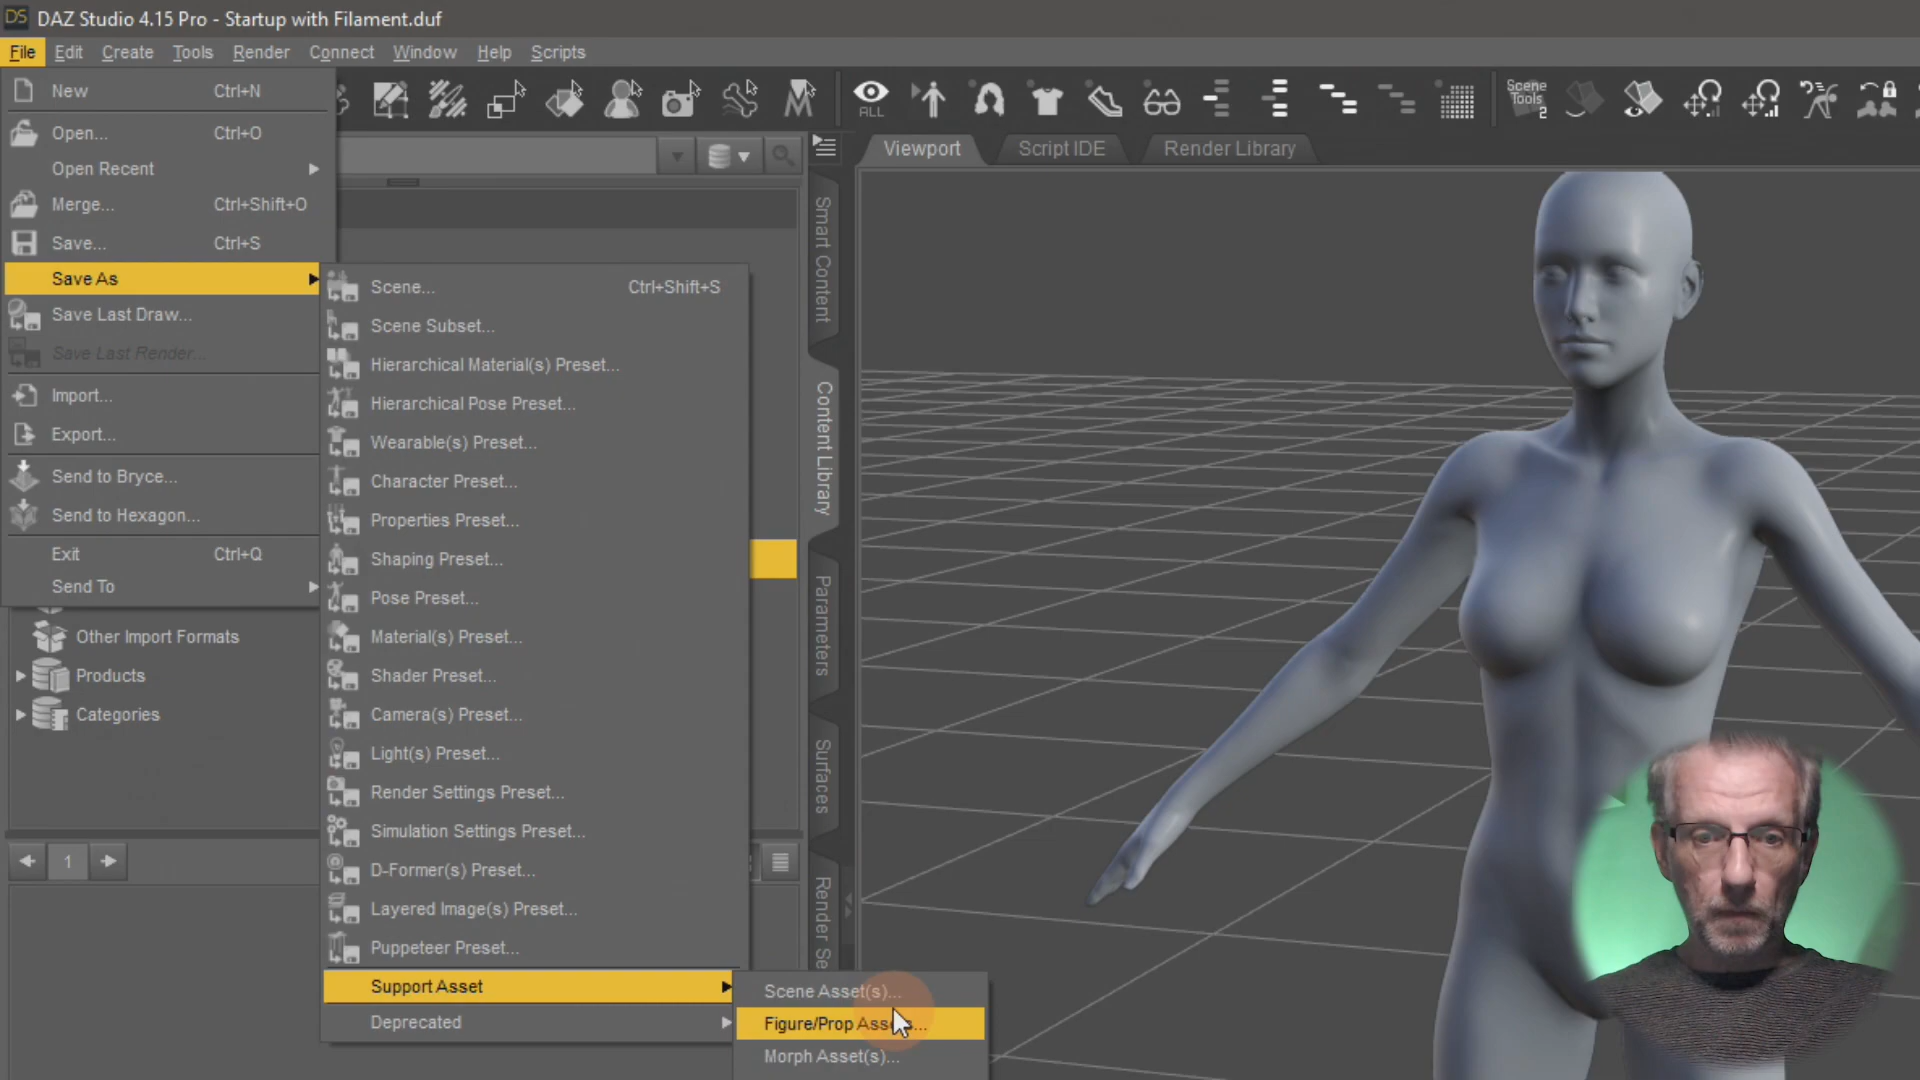 DS DAZ Studio 4.15 Pro - Startup with Filament.duf
File Edit Create Tools Render Connect Window Help Scripts
New Ctrl+N
Open... Ctrl+O
Open Recent
Merge... Ctrl+Shift+O
Save... Ctrl+S
Save As
Save Last Draw...
Save Last Render...
Import...
Export...
Send to Bryce...
Send to Hexagon...
Exit Ctrl+Q
Send To
Other Import Formats
Products
Categories
1
Scene... Ctrl+Shift+S
Scene Subset...
Hierarchical Material(s) Preset...
Hierarchical Pose Preset...
Wearable(s) Preset...
Character Preset...
Properties Preset...
Shaping Preset...
Pose Preset...
Material(s) Preset...
Shader Preset...
Camera(s) Preset...
Light(s) Preset...
Render Settings Preset...
Simulation Settings Preset...
D-Former(s) Preset...
Layered Image(s) Preset...
Puppeteer Preset...
Support Asset
Deprecated
Scene Asset(s)...
Figure/Prop
Morph Asset(s)...
ALL
Scene
Tools
2
Viewport Script IDE Render Library
Smart Content
Content Library
Parameters
Surfaces
Render